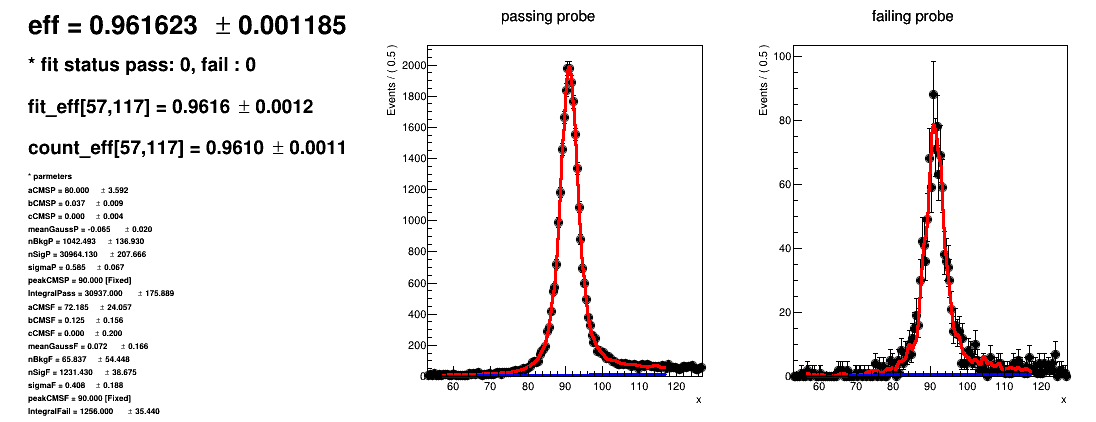 eff = 0.961623 ± 0.001185
* fit status pass: 0, fail : 0
fit_eff[57,117] = 0.9616 ± 0.0012
count_eff[57,117] = 0.9610 ± 0.0011
* parmeters
aCMSP = 80.000 ± 3.592
bCMSP = 0.037 ± 0.009
cCMSP = 0.000 ± 0.004
meanGaussP = -0.065 ± 0.020
nBkgP = 1042.493 ± 136.930
nSigP = 30964.130 ± 207.666
sigmaP = 0.585 ± 0.067
peakCMSP = 90.000 [Fixed]
IntegralPass = 30937.000 ± 175.889
aCMSF = 72.185 ± 24.057
bCMSF = 0.125 ± 0.156
cCMSF = 0.000 ± 0.200
meanGaussF = 0.072 ± 0.166
nBkgF = 65.837 ± 54.448
nSigF = 1231.430 ± 38.675
sigmaF = 0.408 ± 0.188
peakCMSF = 90.000 [Fixed]
IntegralFail = 1256.000 ± 35.440
passing probe
Events / ( 0.5 )
2000
1800
1600
1400
1200
1000
800
600
400
200
0
60 70 80 90 100 110 120
x
failing probe
Events / ( 0.5 )
100
80
60
40
20
0
60 70 80 90 100 110 120
x